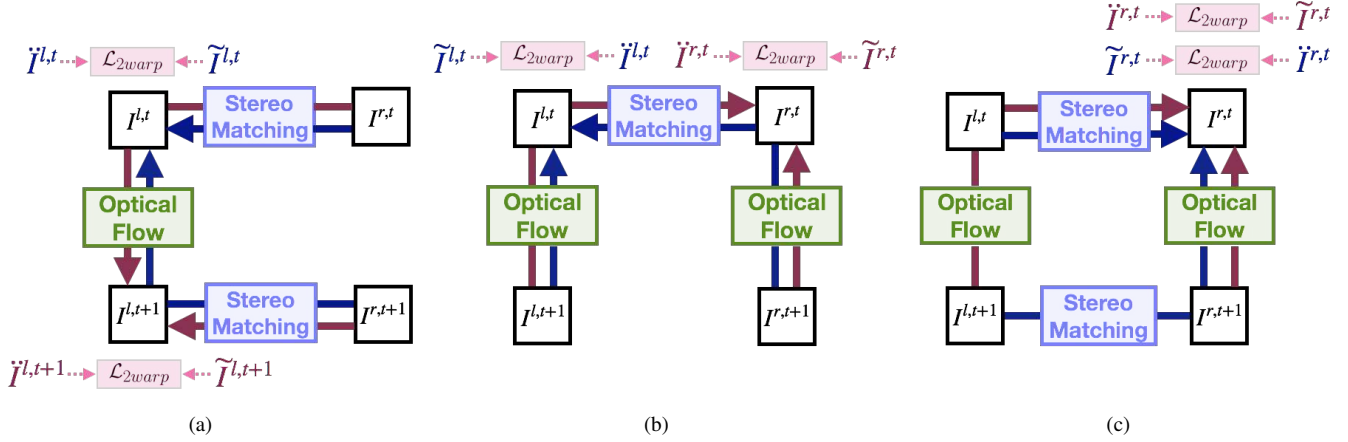 Ï^{l,t} ℒ_{2warp} Ĩ^{l,t}
I^{l,t}
Stereo
Matching
I^{r,t}
Optical
Flow
I^{l,t+1}
Stereo
Matching
I^{r,t+1}
Ï^{l,t+1} ℒ_{2warp} Ĩ^{l,t+1}
(a)
Ĩ^{l,t} ℒ_{2warp} Ï^{l,t}
Ï^{r,t} ℒ_{2warp} Ĩ^{r,t}
I^{l,t}
Stereo
Matching
I^{r,t}
Optical
Flow
Optical
Flow
I^{l,t+1}
I^{r,t+1}
(b)
Ï^{r,t} ℒ_{2warp} Ĩ^{r,t}
Ĩ^{r,t} ℒ_{2warp} Ï^{r,t}
I^{l,t}
Stereo
Matching
I^{r,t}
Optical
Flow
Optical
Flow
I^{l,t+1}
Stereo
Matching
I^{r,t+1}
(c)